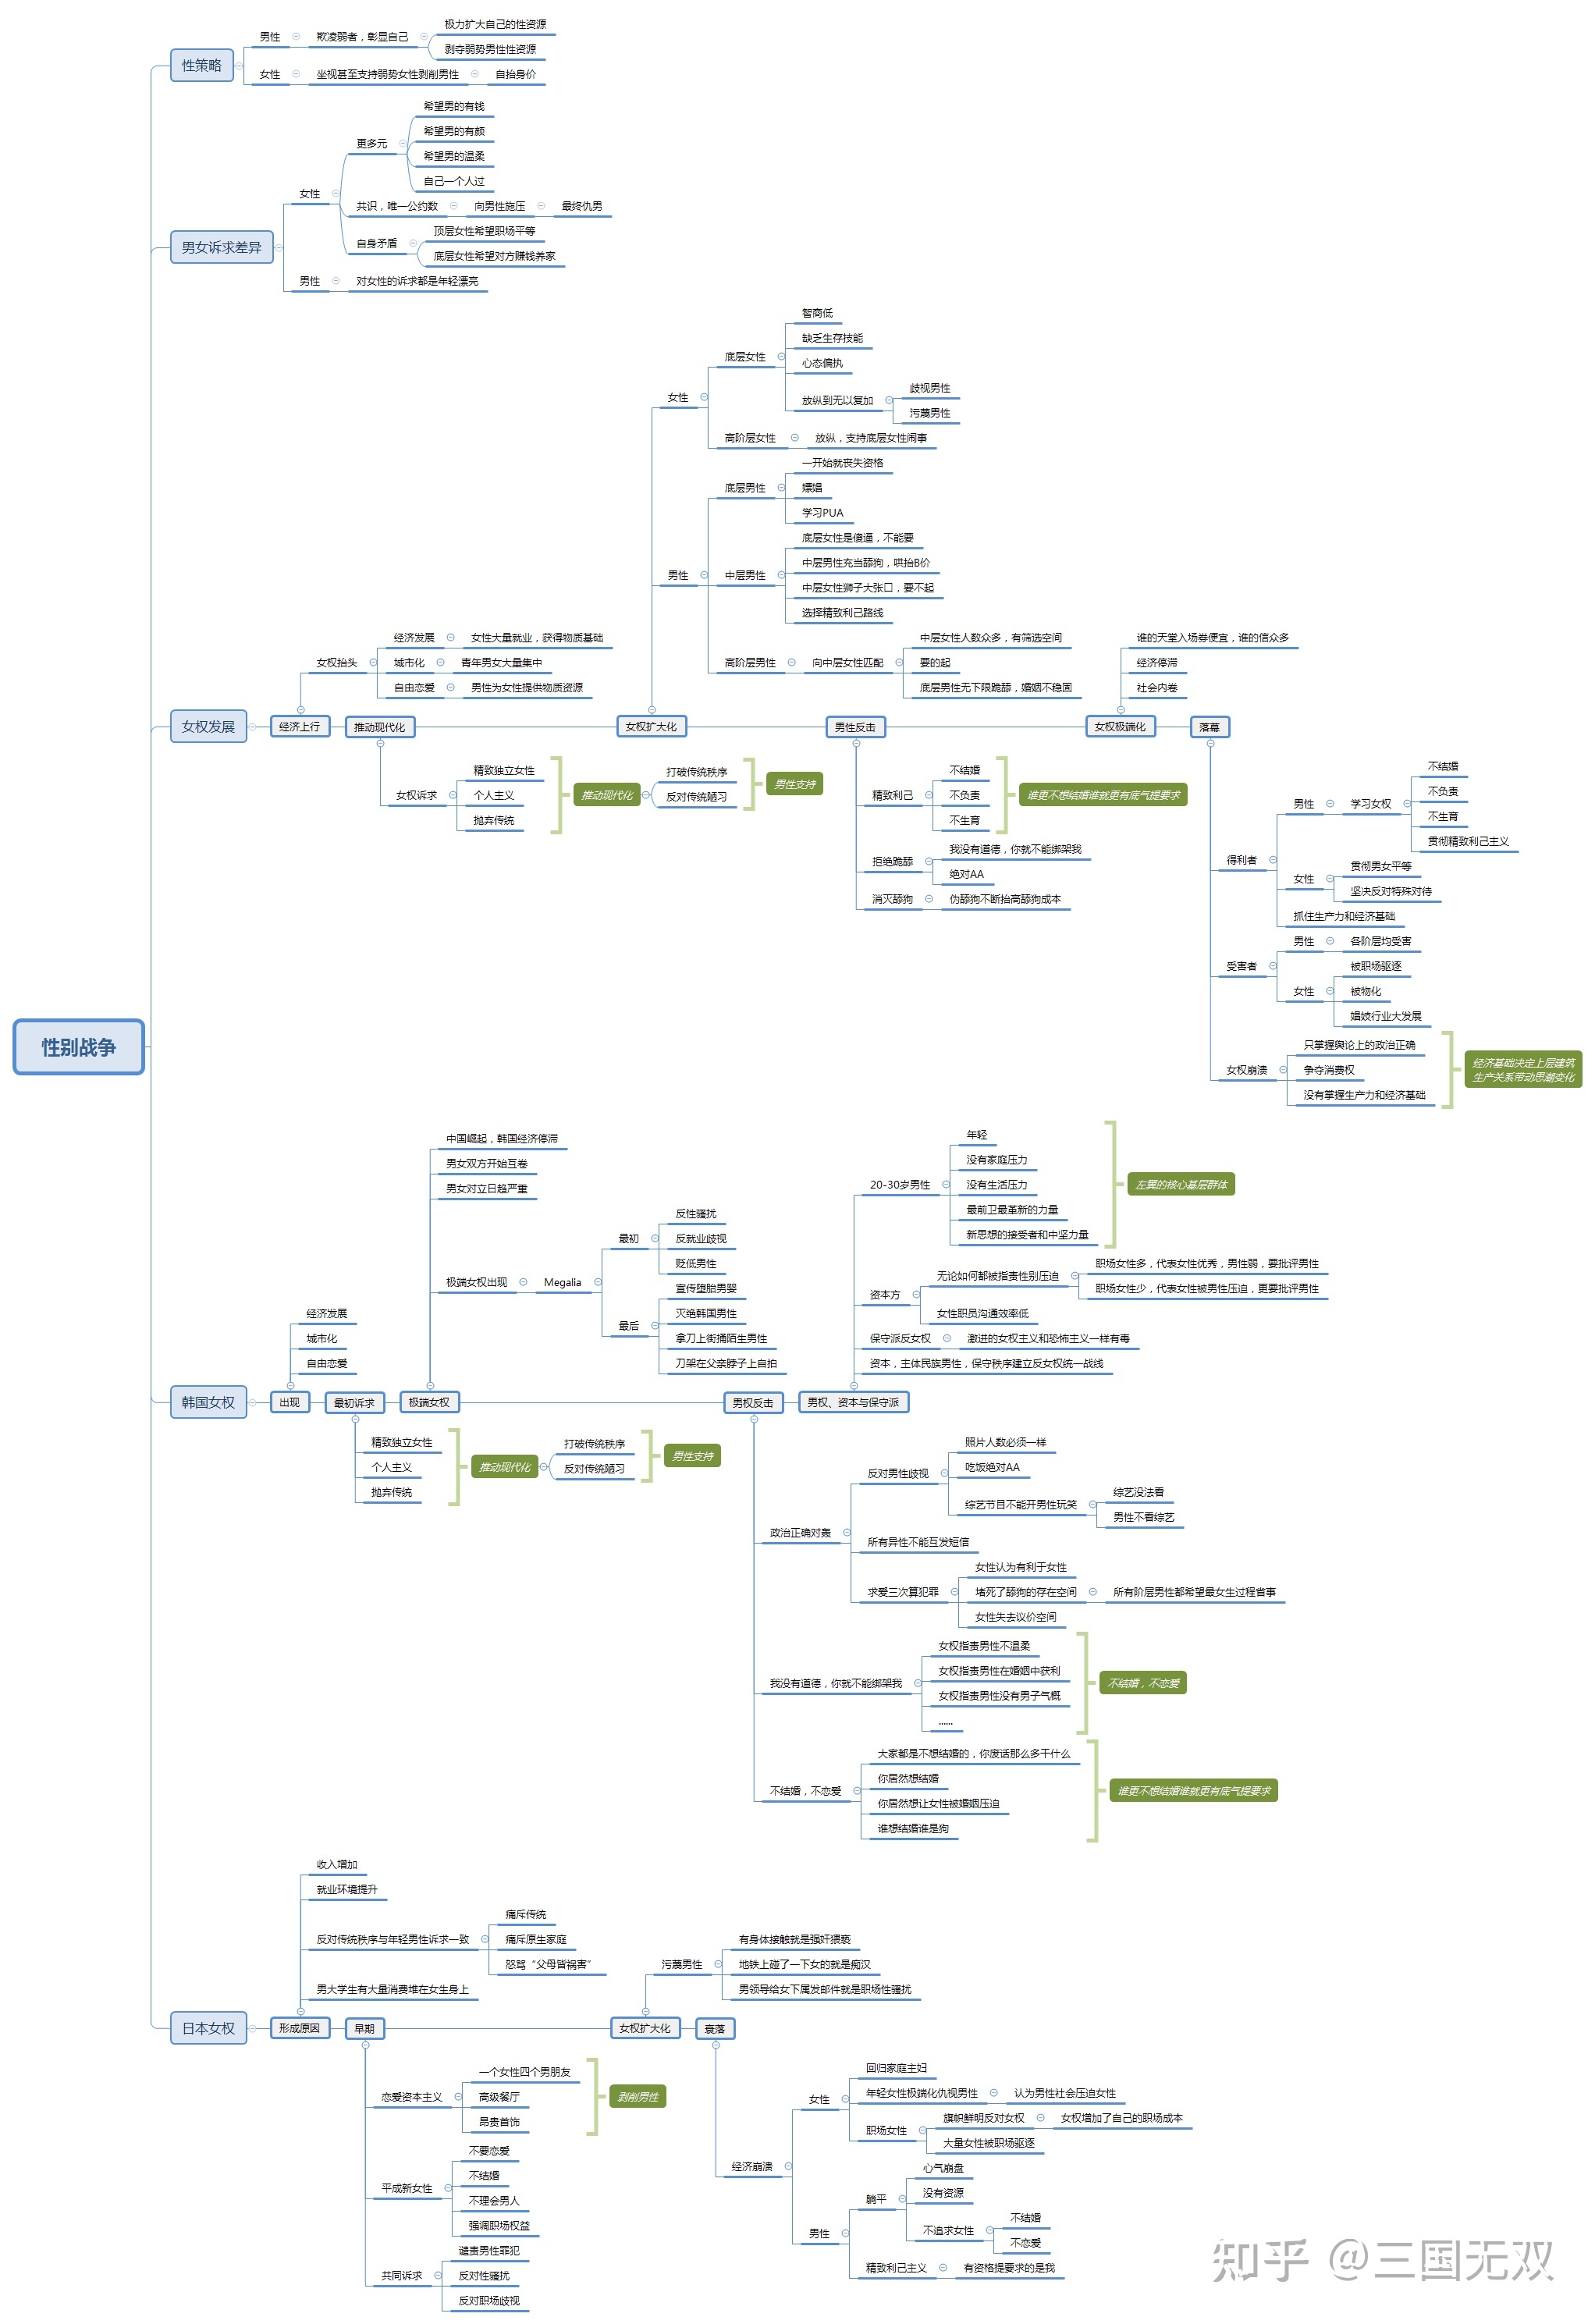 性别战争
性策略
男性
欺凌弱者，彰显自己
极力扩大自己的性资源
剥夺弱势男性性资源
女性
坐视甚至支持弱势女性剥削男性
自抬身价
男女诉求差异
女性
更多元
希望男的有钱
希望男的有颜
希望男的温柔
自己一个人过
共识，唯一公约数
向男性施压
最终仇男
自身矛盾
顶层女性希望职场平等
底层女性希望对方赚钱养家
男性
对女性的诉求都是年轻漂亮
女权发展
经济上行
女权抬头
经济发展
女性大量就业，获得物质基础
城市化
青年男女大量集中
自由恋爱
男性为女性提供物质资源
推动现代化
女权诉求
精致独立女性
个人主义
抛弃传统
推动现代化
打破传统秩序
反对传统陋习
男性支持
女权扩大化
女性
底层女性
智商低
缺乏生存技能
心态偏执
放纵到无以复加
歧视男性
污蔑男性
高阶层女性
放纵，支持底层女性闹事
男性
底层男性
一开始就丧失资格
嫖娼
学习PUA
中层男性
底层女性是傻逼，不能要
中层男性充当舔狗，哄抬B价
中层女性狮子大张口，要不起
选择精致利己路线
高阶层男性
向中层女性匹配
中层女性人数众多，有筛选空间
要的起
底层男性无下限跪舔，婚姻不稳固
男性反击
精致利己
不结婚
不负责
不生育
谁更不想结婚谁就更有底气提要求
拒绝跪舔
我没有道德，你就不能绑架我
绝对AA
消灭舔狗
伪舔狗不断抬高舔狗成本
女权极端化
谁的天堂入场券便宜，谁的信众多
经济停滞
社会内卷
落幕
得利者
男性
学习女权
不结婚
不负责
不生育
贯彻精致利己主义
女性
贯彻男女平等
坚决反对特殊对待
抓住生产力和经济基础
受害者
男性
各阶层均受害
女性
被职场驱逐
被物化
娼妓行业大发展
女权崩溃
只掌握舆论上的政治正确
争夺消费权
没有掌握生产力和经济基础
经济基础决定上层建筑
生产关系带动思潮变化
韩国女权
出现
经济发展
城市化
自由恋爱
最初诉求
精致独立女性
个人主义
抛弃传统
推动现代化
打破传统秩序
反对传统陋习
男性支持
极端女权
中国崛起，韩国经济停滞
男女双方开始互卷
男女对立日趋严重
极端女权出现
Megalia
最初
反性骚扰
反就业歧视
贬低男性
最后
宣传堕胎男婴
灭绝韩国男性
拿刀上街捅陌生男性
刀架在父亲脖子上自拍
男权反击
政治正确对轰
反对男性歧视
照片人数必须一样
吃饭绝对AA
综艺节目不能开男性玩笑
综艺没法看
男性不看综艺
所有异性不能互发短信
求爱三次算犯罪
女性认为有利于女性
堵死了舔狗的存在空间
所有阶层男性都希望最女生过程省事
女性失去议价空间
我没有道德，你就不能绑架我
女权指责男性不温柔
女权指责男性在婚姻中获利
女权指责男性没有男子气概
……
不结婚，不恋爱
不结婚，不恋爱
大家都是不想结婚的，你废话那么多干什么
你居然想结婚
你居然想让女性被婚姻压迫
谁想结婚谁是狗
谁更不想结婚谁就更有底气提要求
男权、资本与保守派
20-30岁男性
年轻
没有家庭压力
没有生活压力
最前卫最革新的力量
新思想的接受者和中坚力量
左翼的核心基层群体
资本方
无论如何都被指责性别压迫
职场女性多，代表女性优秀，男性弱，要批评男性
职场女性少，代表女性被男性压迫，更要批评男性
女性职员沟通效率低
保守派反女权
激进的女权主义和恐怖主义一样有毒
资本，主体民族男性，保守秩序建立反女权统一战线
日本女权
形成原因
收入增加
就业环境提升
反对传统秩序与年轻男性诉求一致
痛斥传统
痛斥原生家庭
怒骂“父母皆祸害”
男大学生有大量消费堆在女生身上
早期
恋爱资本主义
一个女性四个男朋友
高级餐厅
昂贵首饰
剥削男性
平成新女性
不要恋爱
不结婚
不理会男人
强调职场权益
共同诉求
谴责男性罪犯
反对性骚扰
反对职场歧视
女权扩大化
污蔑男性
有身体接触就是强奸猥亵
地铁上碰了一下女的就是痴汉
男领导给女下属发邮件就是职场性骚扰
衰落
经济崩溃
女性
回归家庭主妇
年轻女性极端化仇视男性
认为男性社会压迫女性
职场女性
旗帜鲜明反对女权
女权增加了自己的职场成本
大量女性被职场驱逐
男性
躺平
心气崩盘
没有资源
不追求女性
不结婚
不恋爱
精致利己主义
有资格提要求的是我
知乎 @三国无双